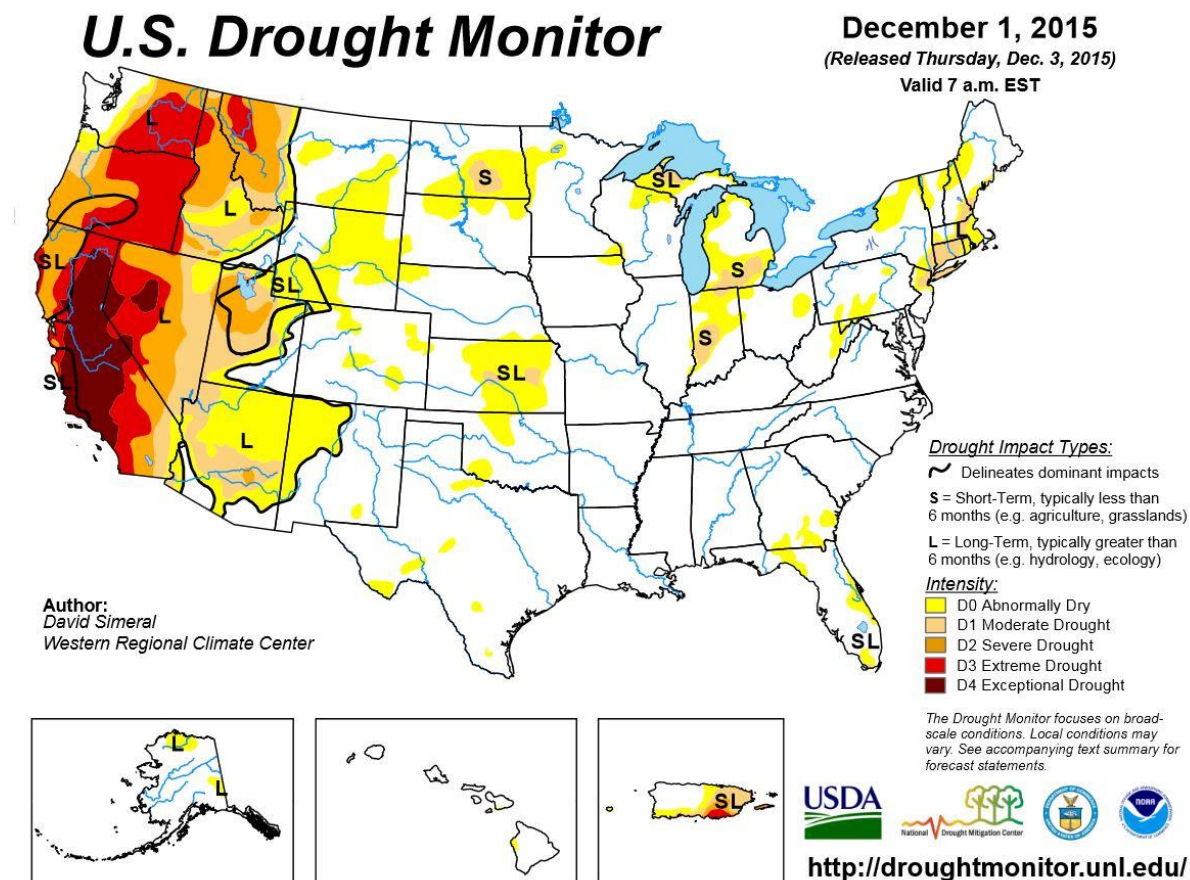 U.S. Drought Monitor
December 1, 2015
(Released Thursday, Dec. 3, 2015)
Valid 7 a.m. EST
L
S
SL
L
SL
SL
S
L
S
SL
SL
L
Drought Impact Types:
Delineates dominant impacts
S = Short-Term, typically less than
6 months (e.g. agriculture, grasslands)
L = Long-Term, typically greater than
6 months (e.g. hydrology, ecology)
Intensity:
D0 Abnormally Dry
D1 Moderate Drought
D2 Severe Drought
D3 Extreme Drought
D4 Exceptional Drought
Author:
David Simeral
Western Regional Climate Center
SL
The Drought Monitor focuses on broad-
scale conditions. Local conditions may
vary. See accompanying text summary for
forecast statements.
L
L
SL
USDA
National Drought Mitigation Center
NOAA
http://droughtmonitor.unl.edu/